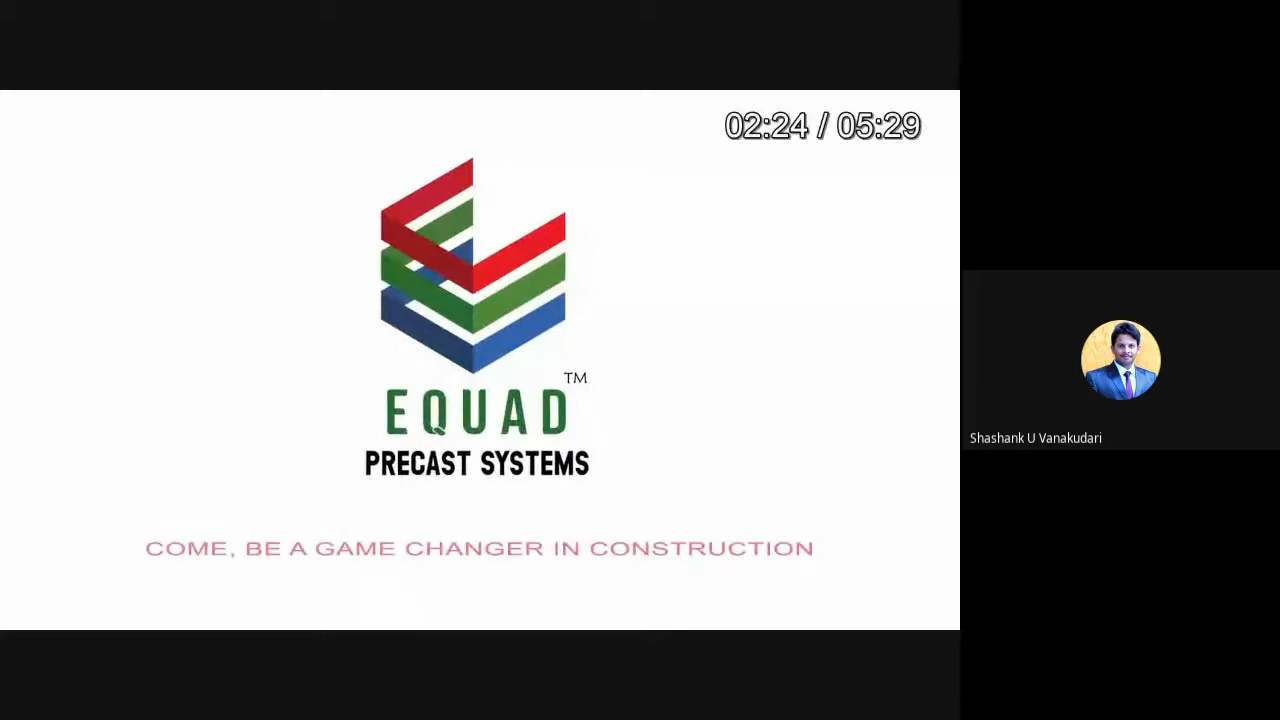 02:24 / 05:29
TM
EQUAD
PRECAST SYSTEMS
COME, BE A GAME CHANGER IN CONSTRUCTION
Shashank U Vanakudari